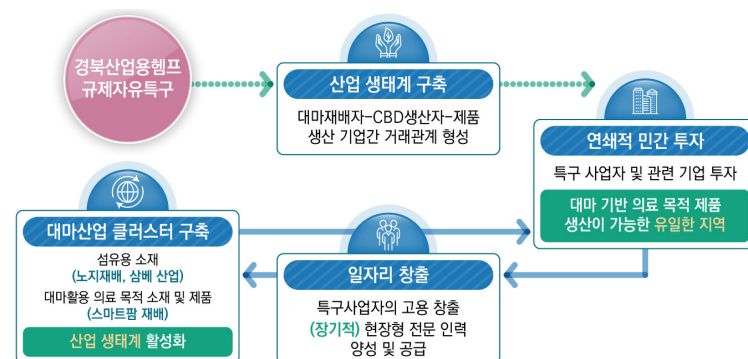 경북산업용헴프
규제자유특구
산업 생태계 구축
대마재배자-CBD생산자-제품
생산 기업간 거래관계 형성
연쇄적 민간 투자
특구 사업자 및 관련 기업 투자
대마 기반 의료 목적 제품
생산이 가능한 유일한 지역
대마산업 클러스터 구축
섬유용 소재
(노지재배, 삼베 산업)
대마활용 의료 목적 소재 및 제품
(스마트팜 재배)
산업 생태계 활성화
일자리 창출
특구사업자의 고용 창출
(장기적) 현장형 전문 인력
양성 및 공급